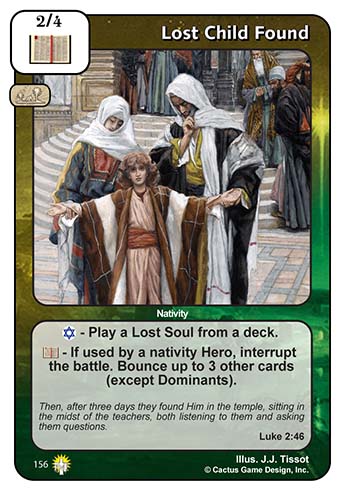 2/4
Lost Child Found
Nativity
- Play a Lost Soul from a deck.
- If used by a nativity Hero, interrupt
the battle. Bounce up to 3 other cards
(except Dominants).
Then, after three days they found Him in the temple, sitting in
the midst of the teachers, both listening to them and asking
them questions.
Luke 2:46
156
Illus. J.J. Tissot
© Cactus Game Design, Inc.